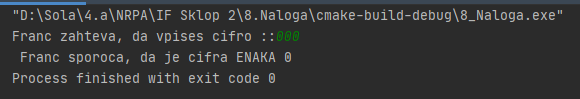 "D:\Sola\4.a\NRPA\IF Sklop 2\8.Naloga\cmake-build-debug\8_Naloga.exe"
Franc zahteva, da vpises cifro ::000
Franc sporoca, da je cifra ENAKA 0
Process finished with exit code 0